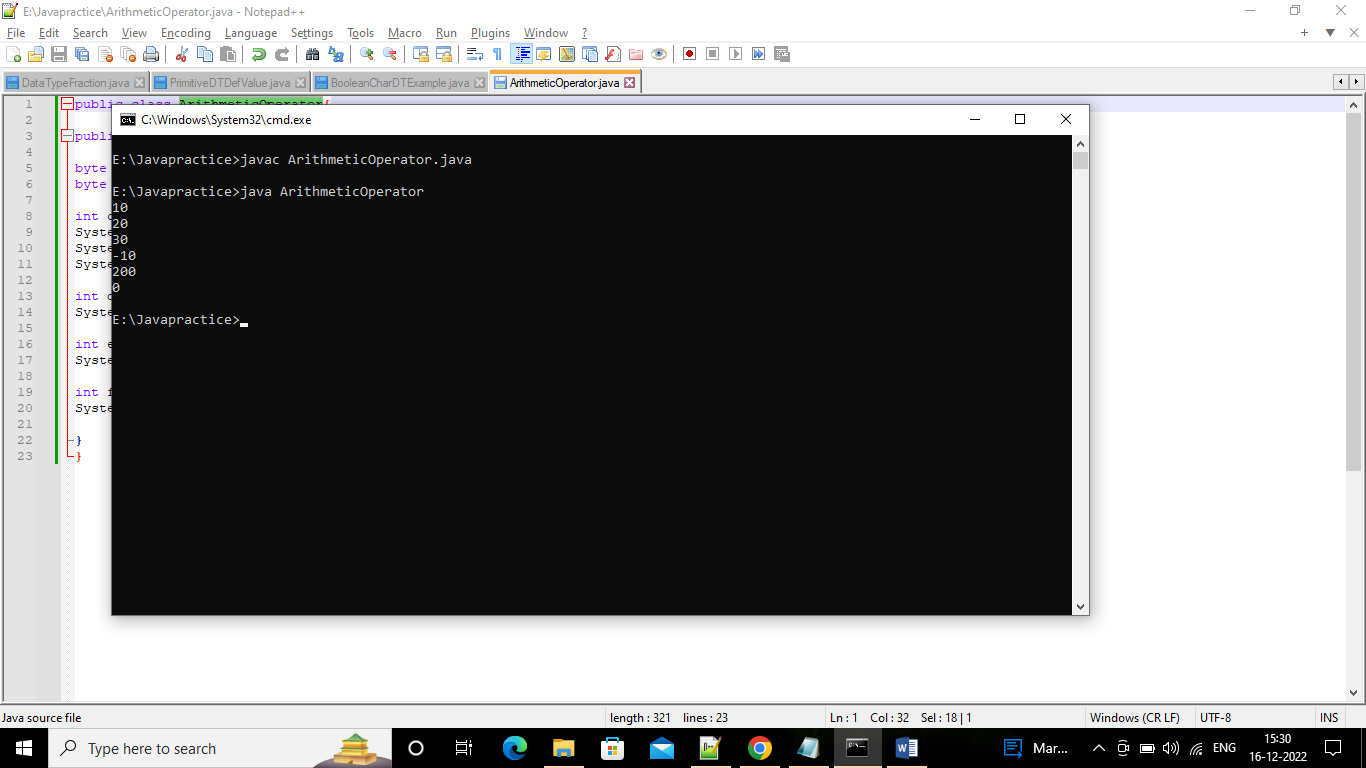 E:\Javapractice\ArithmeticOperator.java - Notepad++
File Edit Search View Encoding Language Settings Tools Macro Run Plugins Window ?
DataTypeFraction.java PrimitiveDTDefValue.java BooleanCharDTExample.java ArithmeticOperator.java
1 public class ArithmeticOperator{
C:\Windows\System32\cmd.exe
2
3 publi
4
E:\Javapractice>javac ArithmeticOperator.java
5 byte
6 byte
E:\Javapractice>java ArithmeticOperator
7
10
8 int
20
9 Syste
30
10 Syste
-10
11 Syste
200
12
0
13 int
14 Syste
E:\Javapractice>
15
16 int e
17 Syste
18
19 int f
20 Syste
21
22 }
23 }
Java source file length : 321 lines : 23 Ln : 1 Col : 32 Sel : 18 | 1 Windows (CR LF) UTF-8 INS
Type here to search Mar... ENG 15:30
16-12-2022